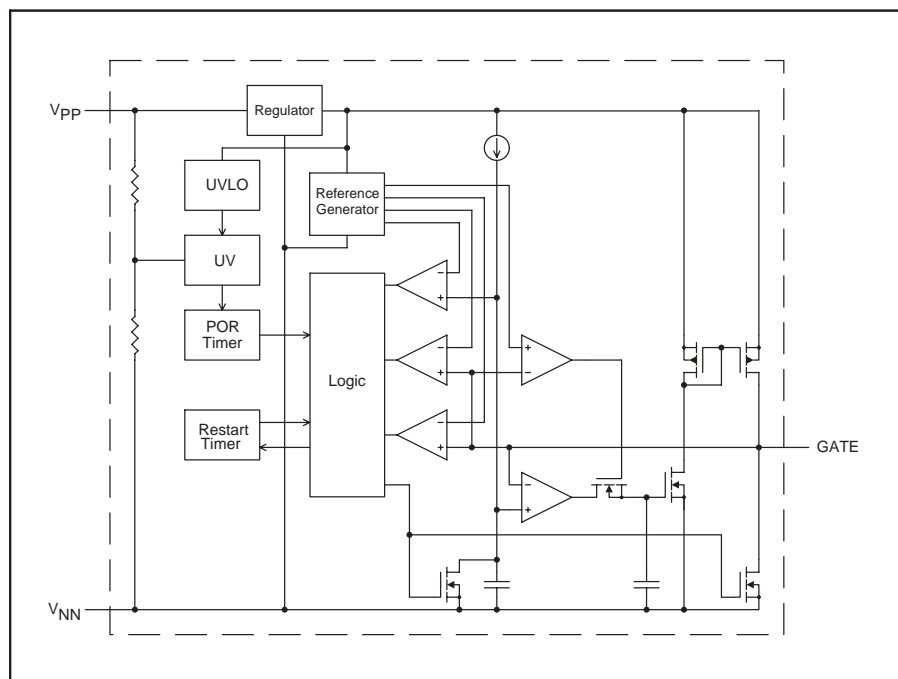 VPP
Regulator
UVLO
Reference
Generator
UV
POR
Timer
Logic
Restart
Timer
GATE
VNN
−
+
−
+
−
+
+
−
−
+